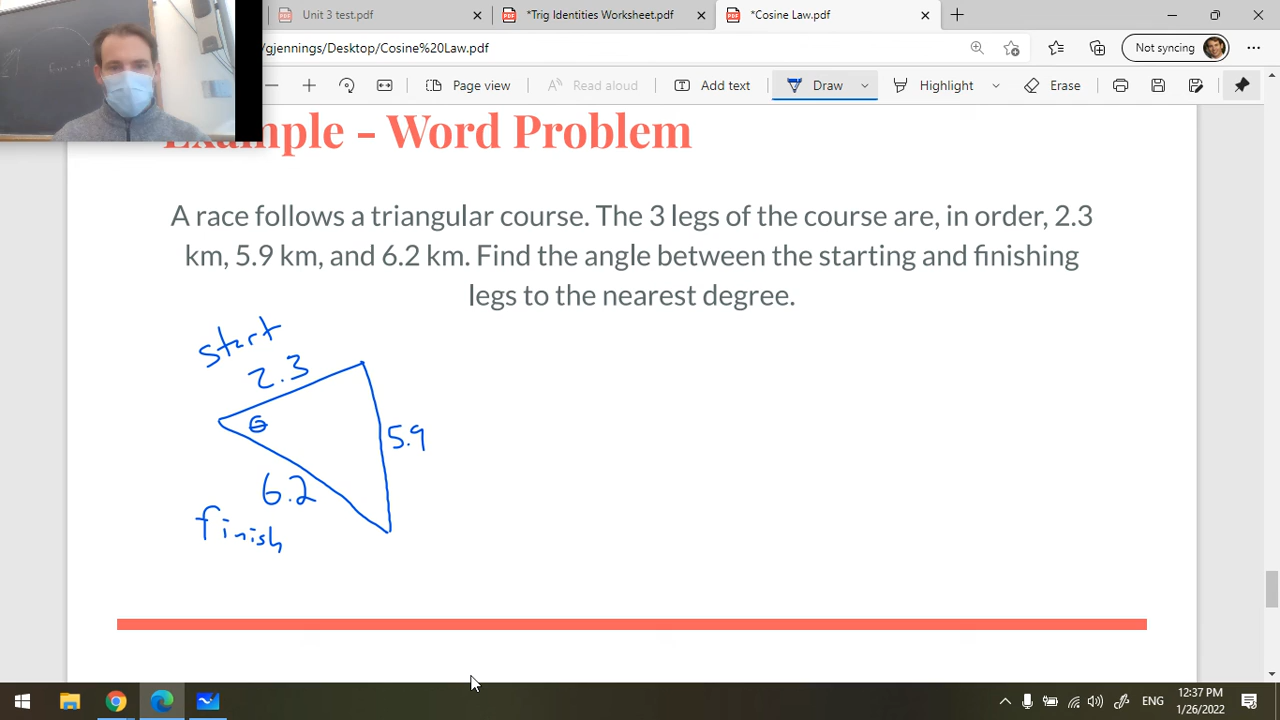 Unit 3 test.pdf
*Trig Identities Worksheet.pdf
*Cosine Law.pdf
/gjennings/Desktop/Cosine%20Law.pdf
Not syncing
Page view
Read aloud
Add text
Draw
Highlight
Erase
Example - Word Problem
A race follows a triangular course. The 3 legs of the course are, in order, 2.3
km, 5.9 km, and 6.2 km. Find the angle between the starting and finishing
legs to the nearest degree.
start
2.3
θ
5.9
6.2
finish
ENG
12:37 PM
1/26/2022